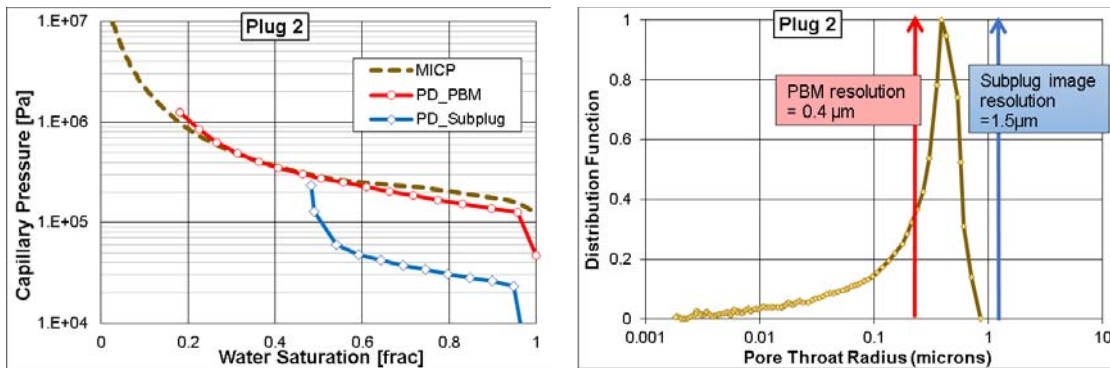 Plug 2
1.E+07
1.E+06
1.E+05
1.E+04
Capillary Pressure [Pa]
MICP
PD_PBM
PD_Subplug
0 0.2 0.4 0.6 0.8 1
Water Saturation [frac]
Plug 2
1
0.8
0.6
0.4
0.2
0
Distribution Function
PBM resolution
= 0.4 µm
Subplug image
resolution
=1.5µm
0.001 0.01 0.1 1 10
Pore Throat Radius (microns)